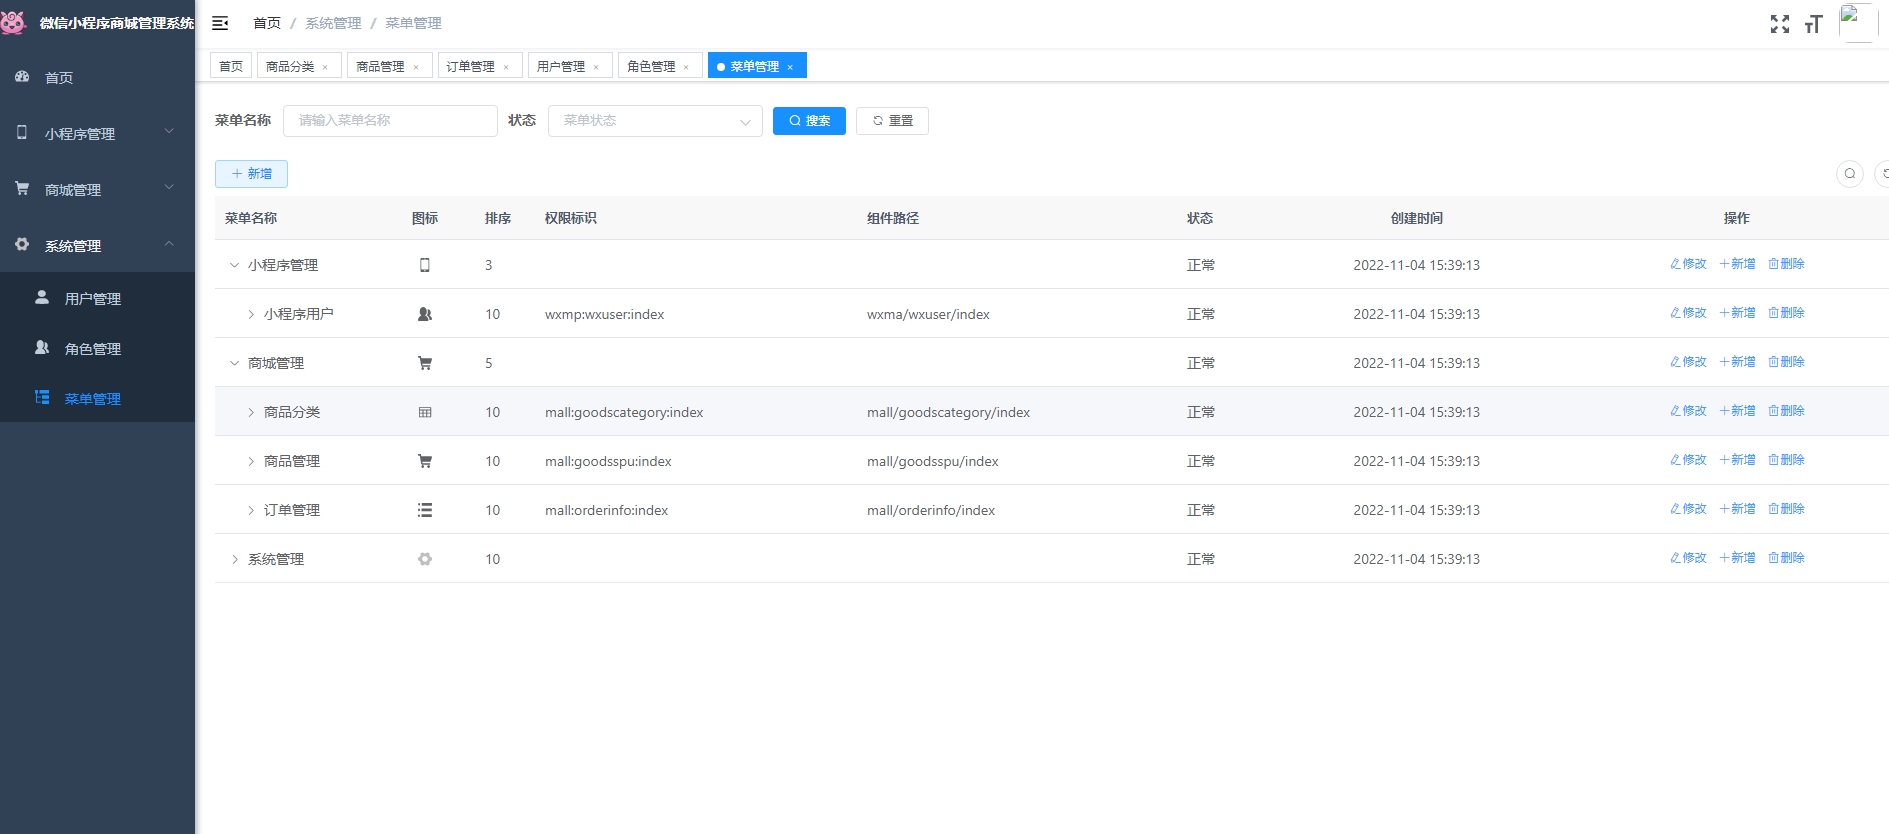 微信小程序商城管理系统
首页 / 系统管理 / 菜单管理
首页
小程序管理
商城管理
系统管理
用户管理
角色管理
菜单管理
首页 商品分类 × 商品管理 × 订单管理 × 用户管理 × 角色管理 × 菜单管理 ×
菜单名称 请输入菜单名称 状态 菜单状态 搜索 重置
新增
菜单名称 图标 排序 权限标识 组件路径 状态 创建时间 操作
小程序管理 3 正常 2022-11-04 15:39:13 修改 新增 删除
小程序用户 10 wxmp:wxuser:index wxma/wxuser/index 正常 2022-11-04 15:39:13 修改 新增 删除
商城管理 5 正常 2022-11-04 15:39:13 修改 新增 删除
商品分类 10 mall:goodscategory:index mall/goodscategory/index 正常 2022-11-04 15:39:13 修改 新增 删除
商品管理 10 mall:goodsspu:index mall/goodsspu/index 正常 2022-11-04 15:39:13 修改 新增 删除
订单管理 10 mall:orderinfo:index mall/orderinfo/index 正常 2022-11-04 15:39:13 修改 新增 删除
系统管理 10 正常 2022-11-04 15:39:13 修改 新增 删除